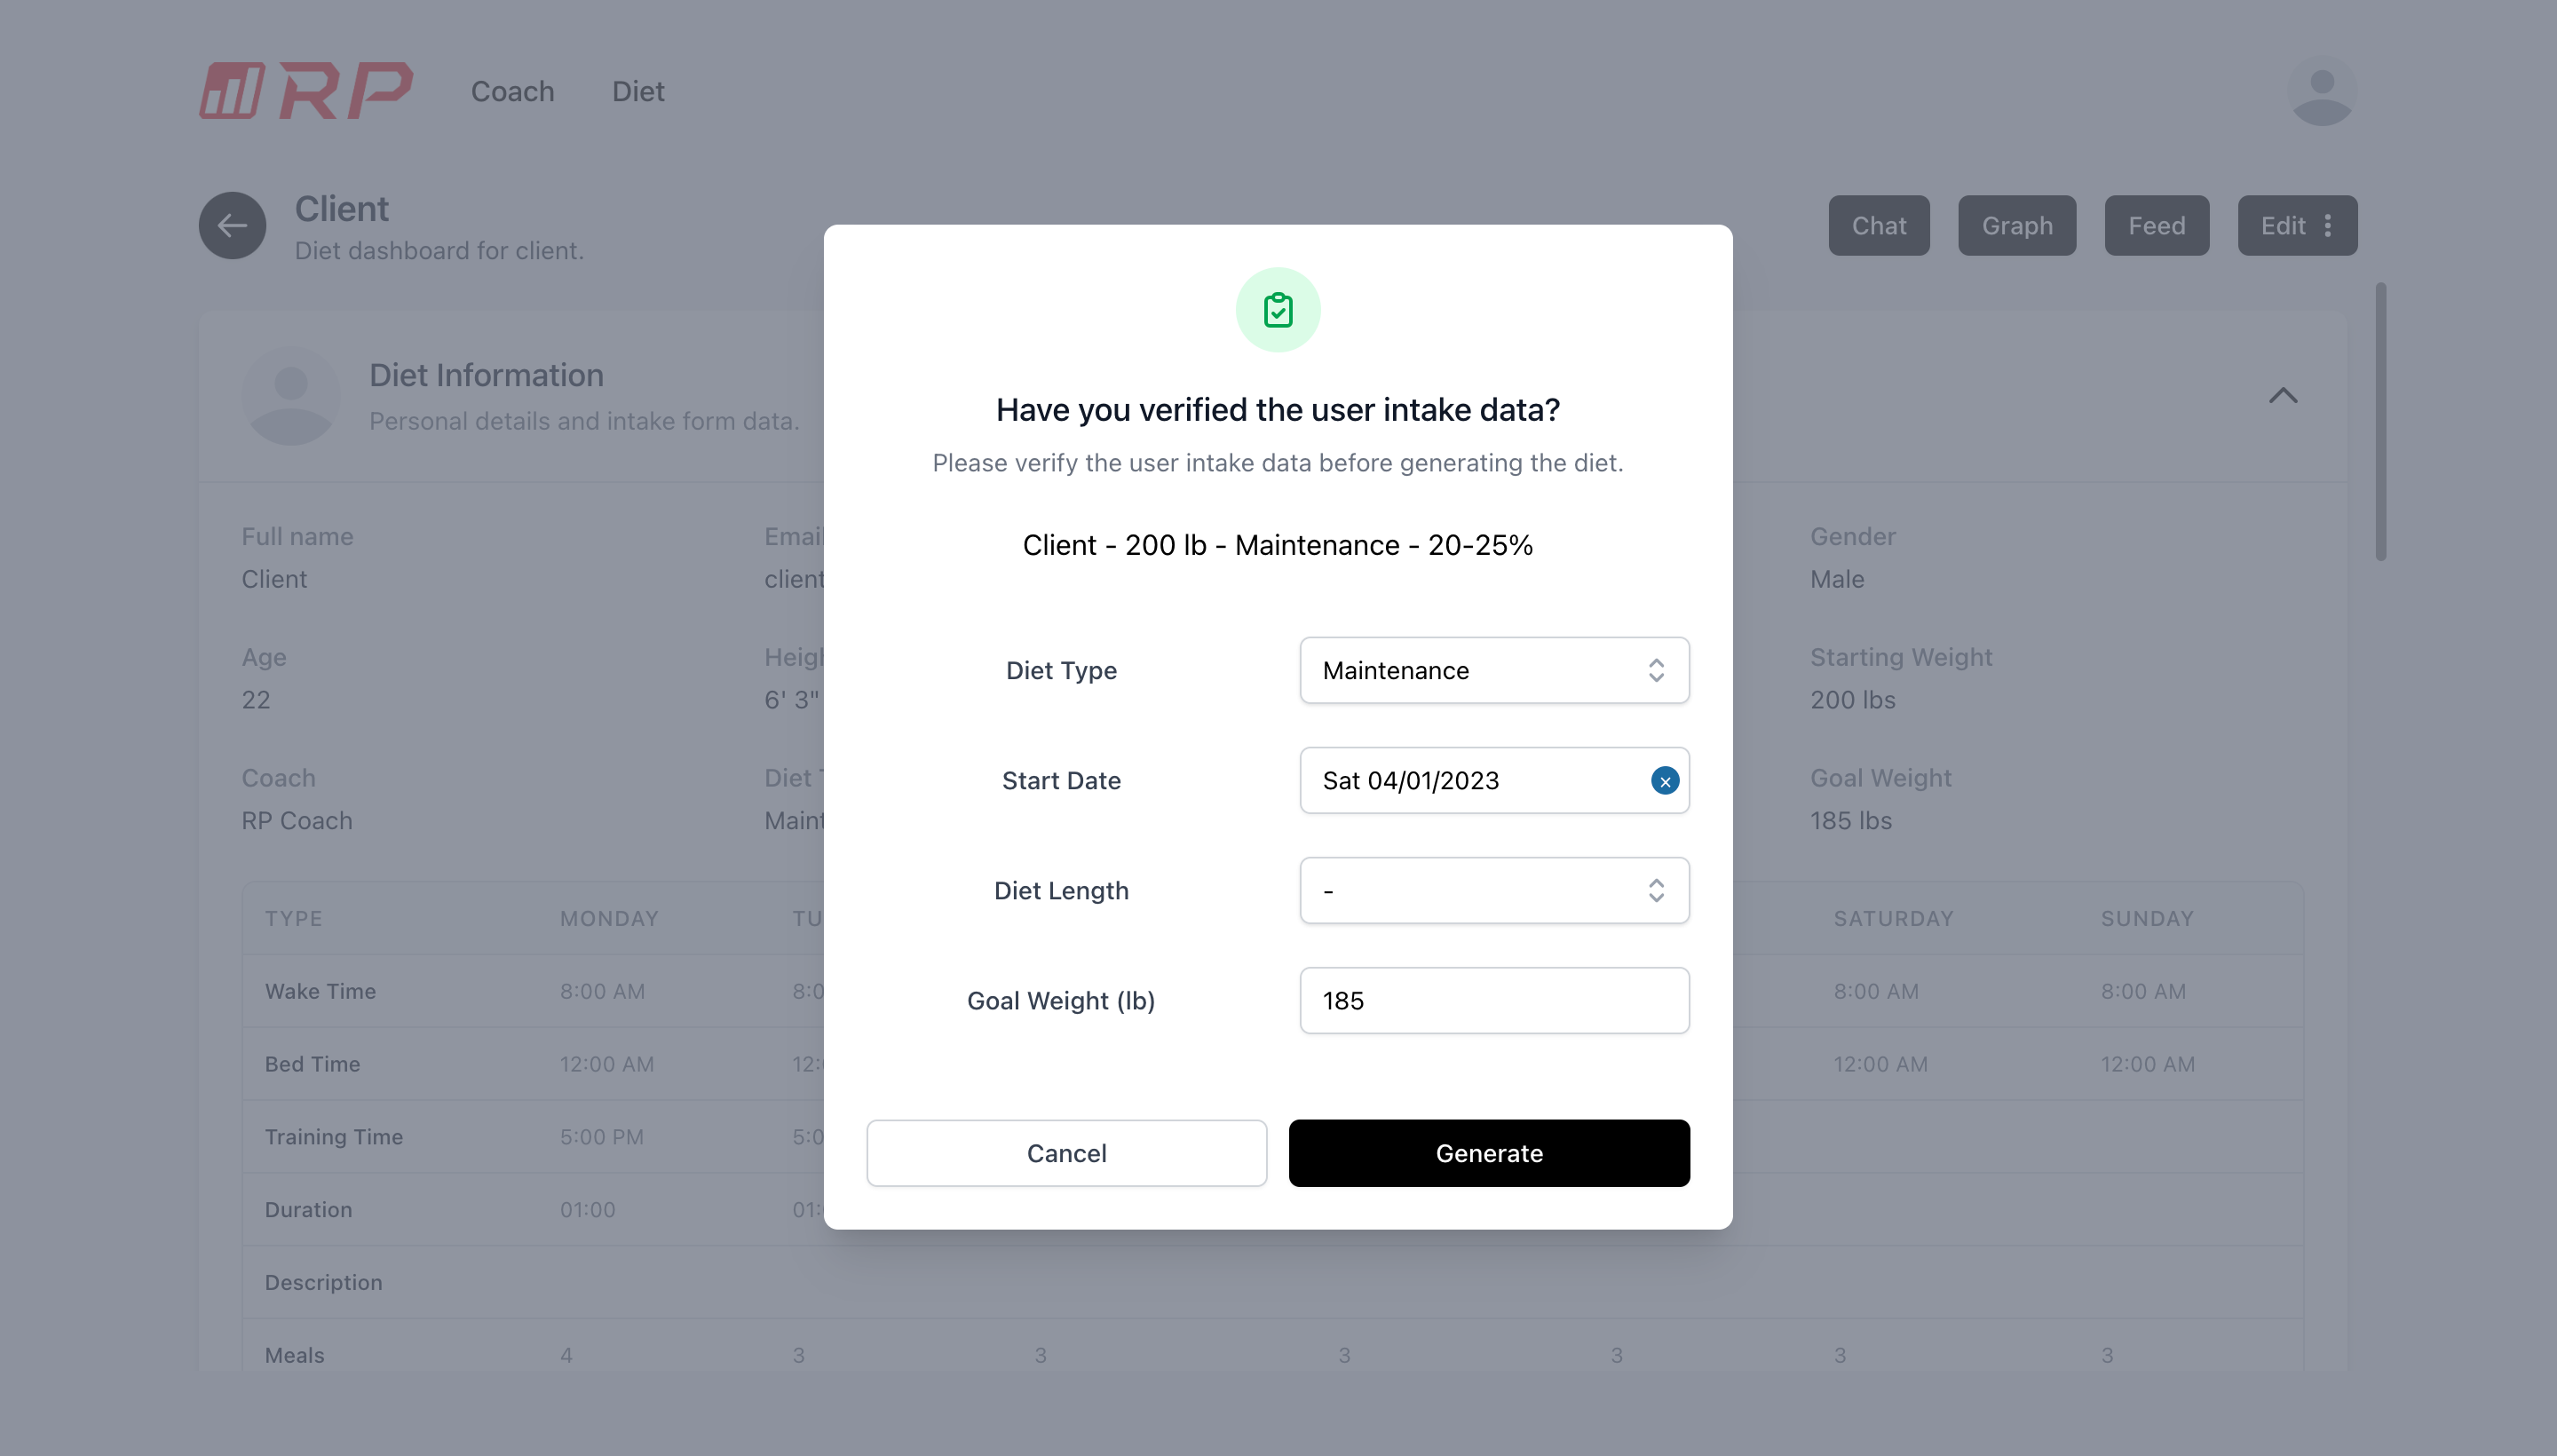 RP
Coach
Diet
Client
Diet dashboard for client.
Chat
Graph
Feed
Edit
Diet Information
Personal details and intake form data.
Full name
Client
Email
client
Gender
Male
Age
22
Heigh
6' 3"
Starting Weight
200 lbs
Coach
RP Coach
Diet T
Maint
Goal Weight
185 lbs
TYPE MONDAY TU SATURDAY SUNDAY
Wake Time 8:00 AM 8:0 8:00 AM 8:00 AM
Bed Time 12:00 AM 12: 12:00 AM 12:00 AM
Training Time 5:00 PM 5:0
Duration 01:00 01:
Description
Meals 4 3 3 3 3 3 3
Have you verified the user intake data?
Please verify the user intake data before generating the diet.
Client - 200 lb - Maintenance - 20-25%
Diet Type
Maintenance
Start Date
Sat 04/01/2023
Diet Length
-
Goal Weight (lb)
185
Cancel
Generate